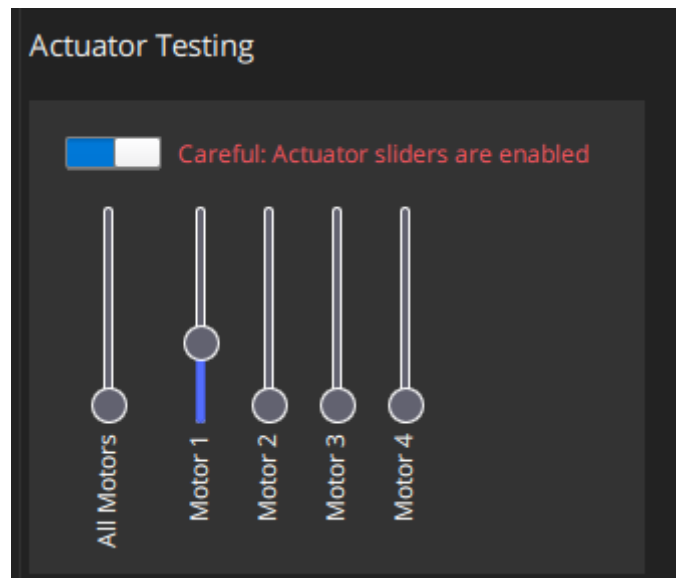 Actuator Testing
Careful: Actuator sliders are enabled
All Motors
Motor 1
Motor 2
Motor 3
Motor 4